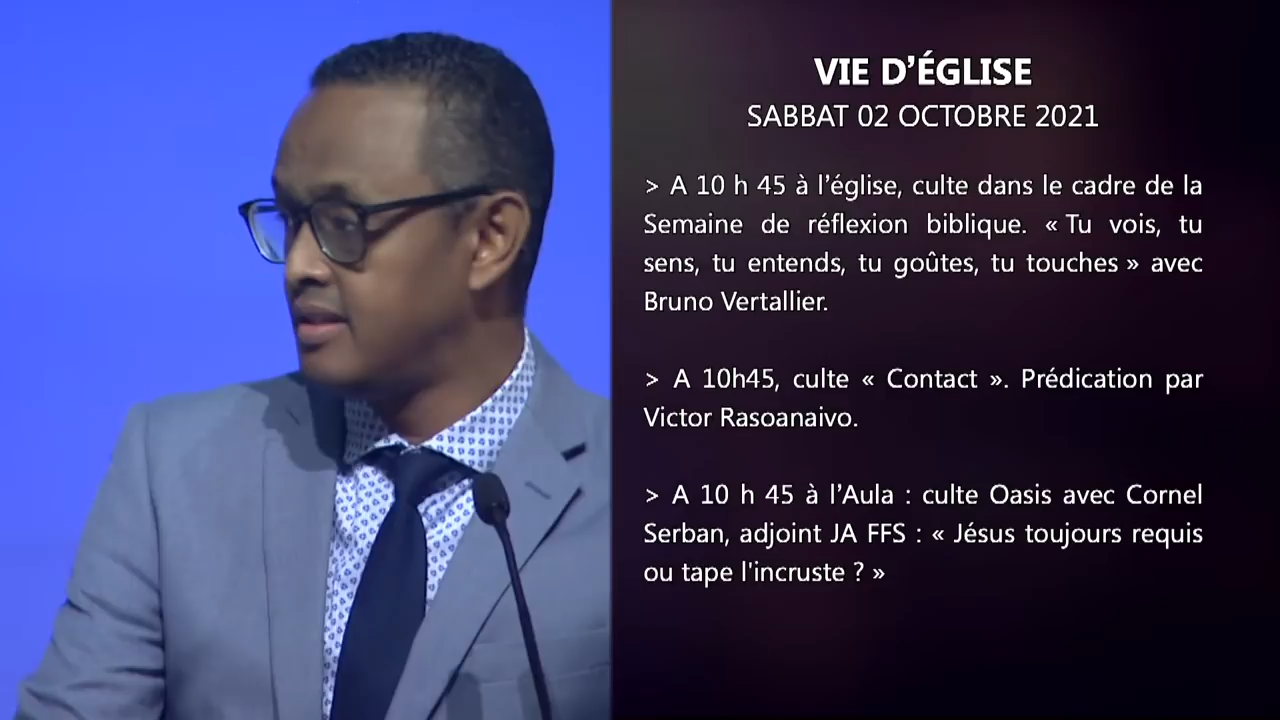 VIE D’ÉGLISE
SABBAT 02 OCTOBRE 2021
> A 10 h 45 à l’église, culte dans le cadre de la
Semaine de réflexion biblique. « Tu vois, tu
sens, tu entends, tu goûtes, tu touches » avec
Bruno Vertallier.
> A 10h45, culte « Contact ». Prédication par
Victor Rasoanaivo.
> A 10 h 45 à l’Aula : culte Oasis avec Cornel
Serban, adjoint JA FFS : « Jésus toujours requis
ou tape l'incruste ? »